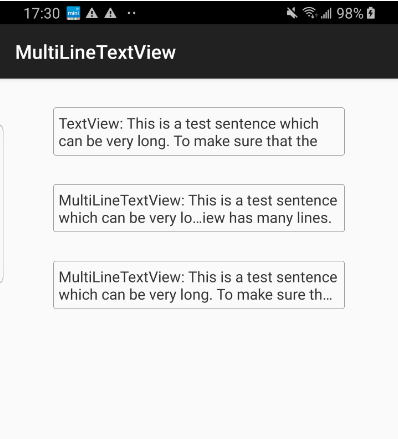 17:30 mini 98%
MultiLineTextView
TextView: This is a test sentence which
can be very long. To make sure that the
MultiLineTextView: This is a test sentence
which can be very lo...iew has many lines.
MultiLineTextView: This is a test sentence
which can be very long. To make sure th...